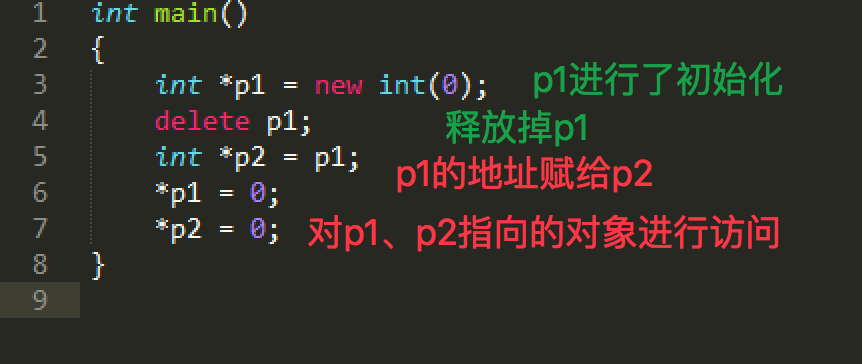 1 int main()
2 {
3 int *p1 = new int(0); p1进行了初始化
4 delete p1; 释放掉p1
5 int *p2 = p1; p1的地址赋给p2
6 *p1 = 0;
7 *p2 = 0; 对p1、p2指向的对象进行访问
8 }
9